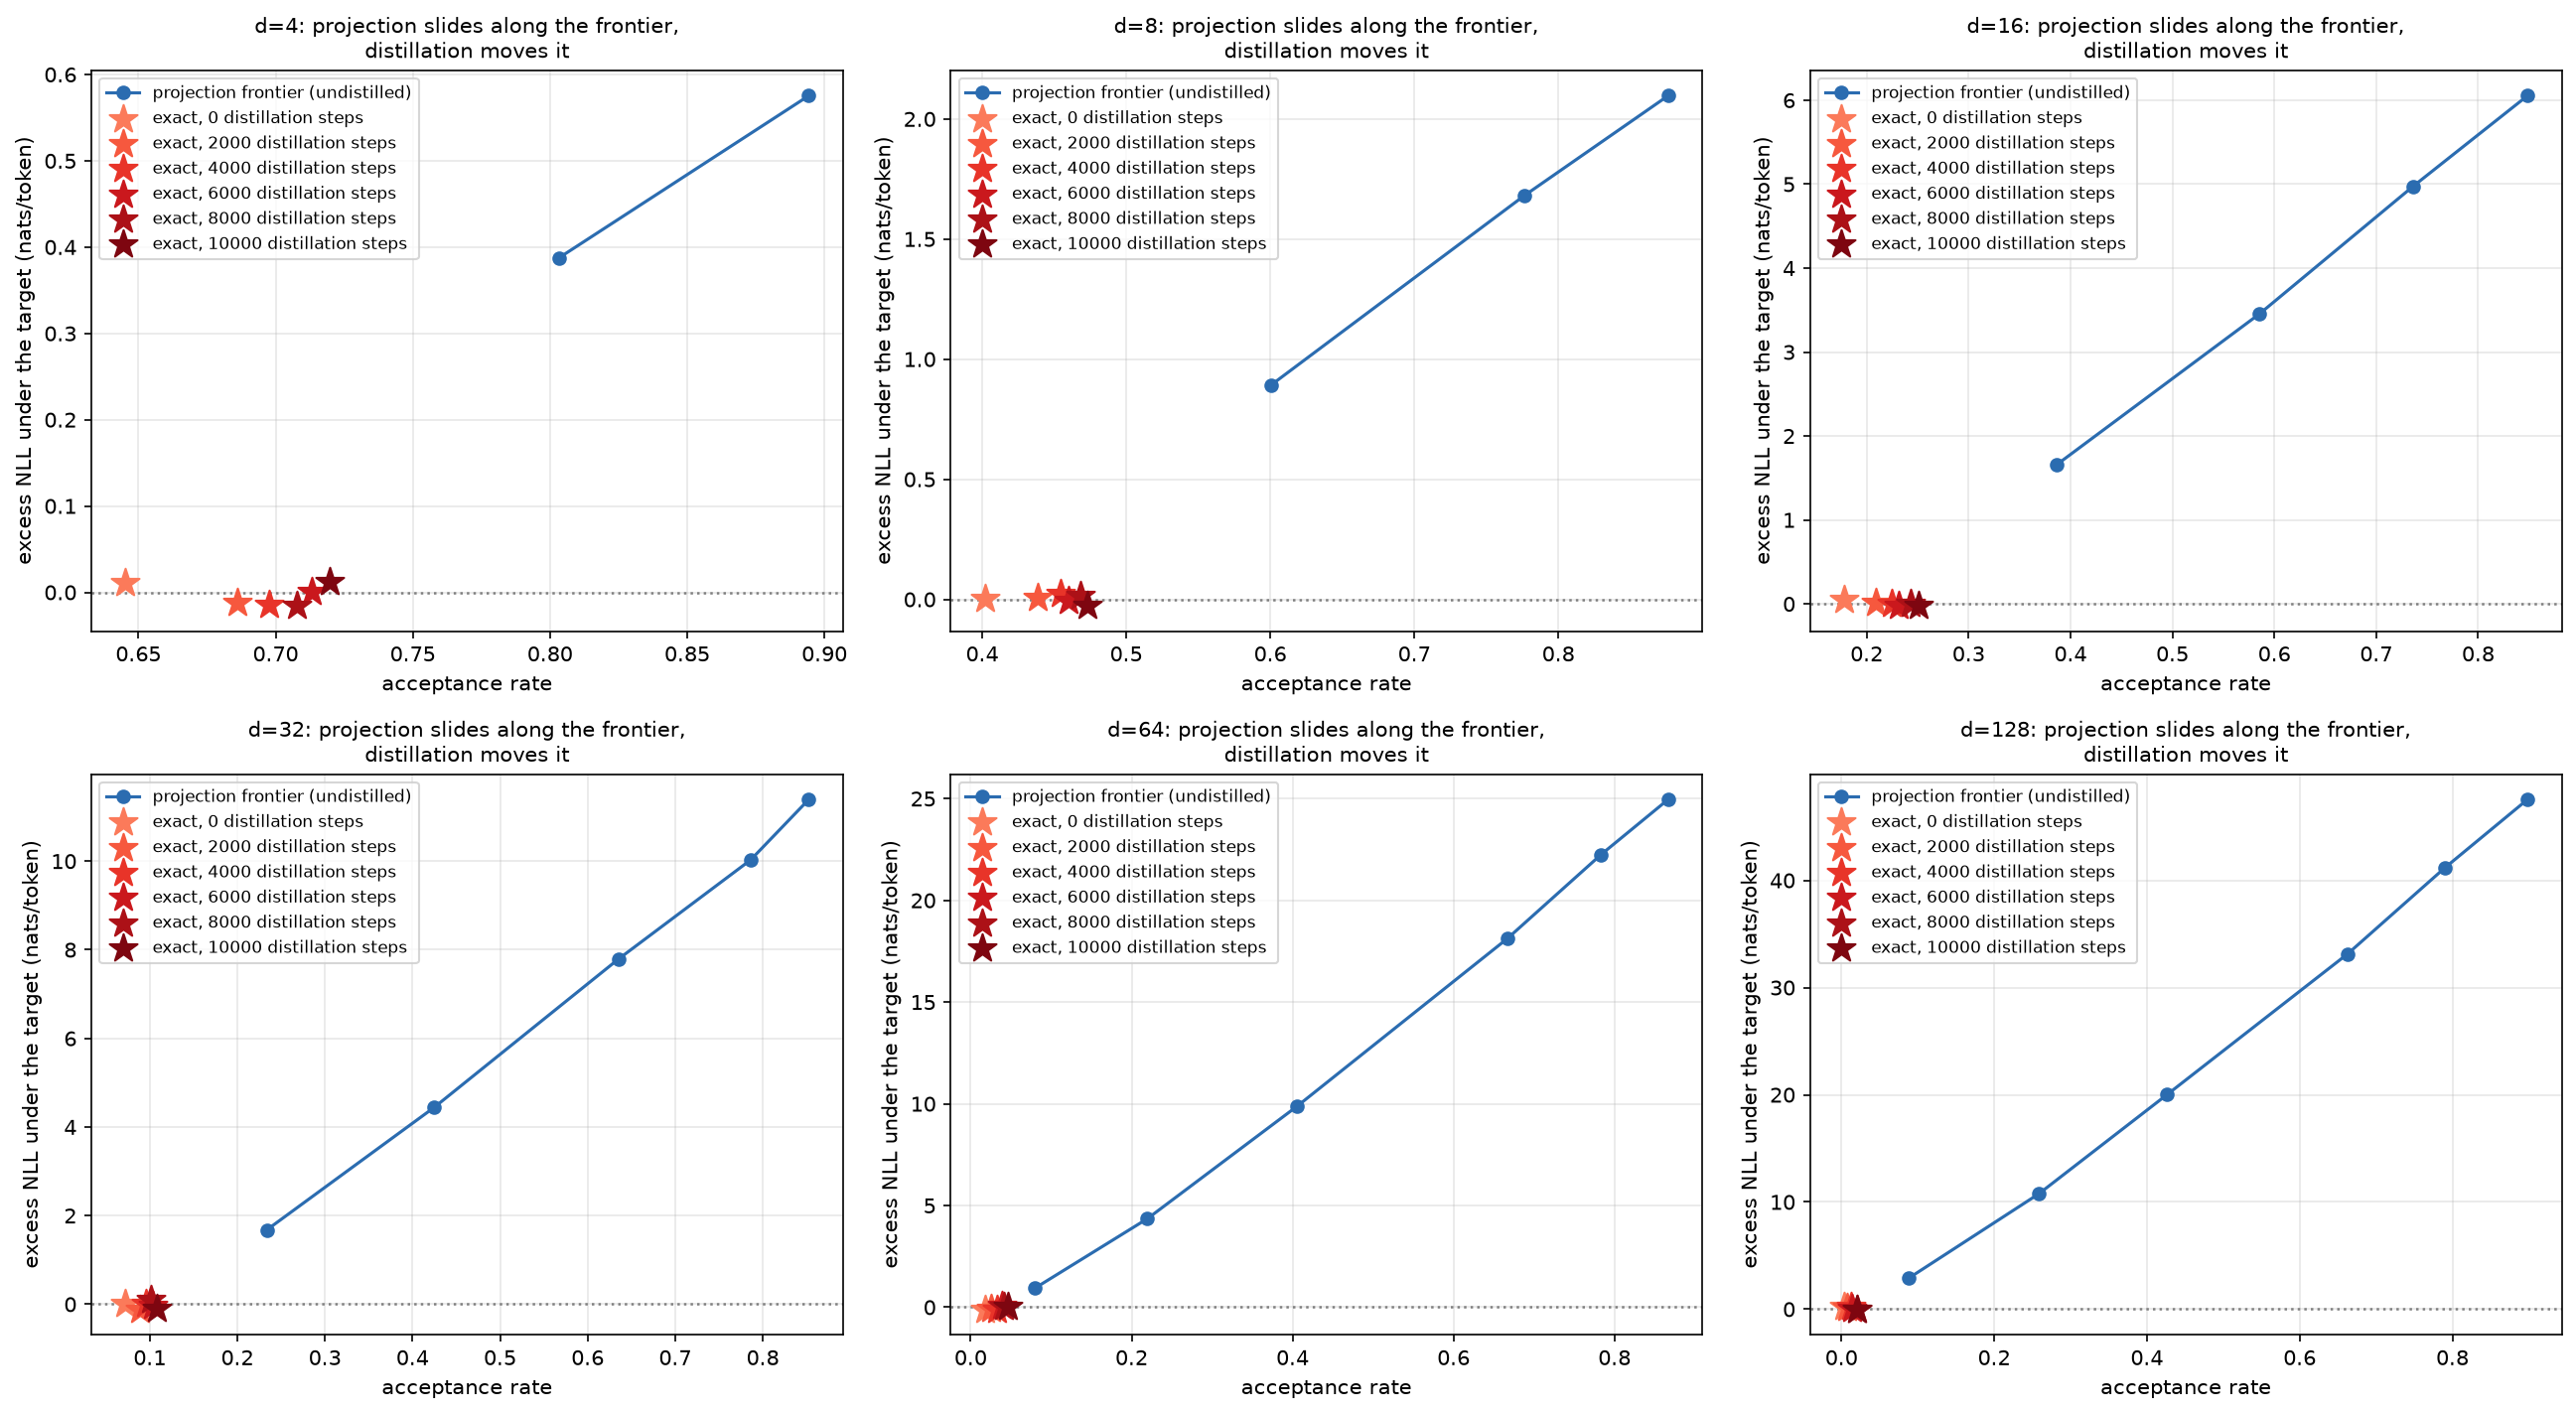 d=4: projection slides along the frontier,
distillation moves it
excess NLL under the target (nats/token)
0.6
0.5
0.4
0.3
0.2
0.1
0.0
projection frontier (undistilled)
exact, 0 distillation steps
exact, 2000 distillation steps
exact, 4000 distillation steps
exact, 6000 distillation steps
exact, 8000 distillation steps
exact, 10000 distillation steps
0.65 0.70 0.75 0.80 0.85 0.90
acceptance rate
d=8: projection slides along the frontier,
distillation moves it
excess NLL under the target (nats/token)
2.0
1.5
1.0
0.5
0.0
projection frontier (undistilled)
exact, 0 distillation steps
exact, 2000 distillation steps
exact, 4000 distillation steps
exact, 6000 distillation steps
exact, 8000 distillation steps
exact, 10000 distillation steps
0.4 0.5 0.6 0.7 0.8
acceptance rate
d=16: projection slides along the frontier,
distillation moves it
excess NLL under the target (nats/token)
6
5
4
3
2
1
0
projection frontier (undistilled)
exact, 0 distillation steps
exact, 2000 distillation steps
exact, 4000 distillation steps
exact, 6000 distillation steps
exact, 8000 distillation steps
exact, 10000 distillation steps
0.2 0.3 0.4 0.5 0.6 0.7 0.8
acceptance rate
d=32: projection slides along the frontier,
distillation moves it
excess NLL under the target (nats/token)
10
8
6
4
2
0
projection frontier (undistilled)
exact, 0 distillation steps
exact, 2000 distillation steps
exact, 4000 distillation steps
exact, 6000 distillation steps
exact, 8000 distillation steps
exact, 10000 distillation steps
0.1 0.2 0.3 0.4 0.5 0.6 0.7 0.8
acceptance rate
d=64: projection slides along the frontier,
distillation moves it
excess NLL under the target (nats/token)
25
20
15
10
5
0
projection frontier (undistilled)
exact, 0 distillation steps
exact, 2000 distillation steps
exact, 4000 distillation steps
exact, 6000 distillation steps
exact, 8000 distillation steps
exact, 10000 distillation steps
0.0 0.2 0.4 0.6 0.8
acceptance rate
d=128: projection slides along the frontier,
distillation moves it
excess NLL under the target (nats/token)
40
30
20
10
0
projection frontier (undistilled)
exact, 0 distillation steps
exact, 2000 distillation steps
exact, 4000 distillation steps
exact, 6000 distillation steps
exact, 8000 distillation steps
exact, 10000 distillation steps
0.0 0.2 0.4 0.6 0.8
acceptance rate